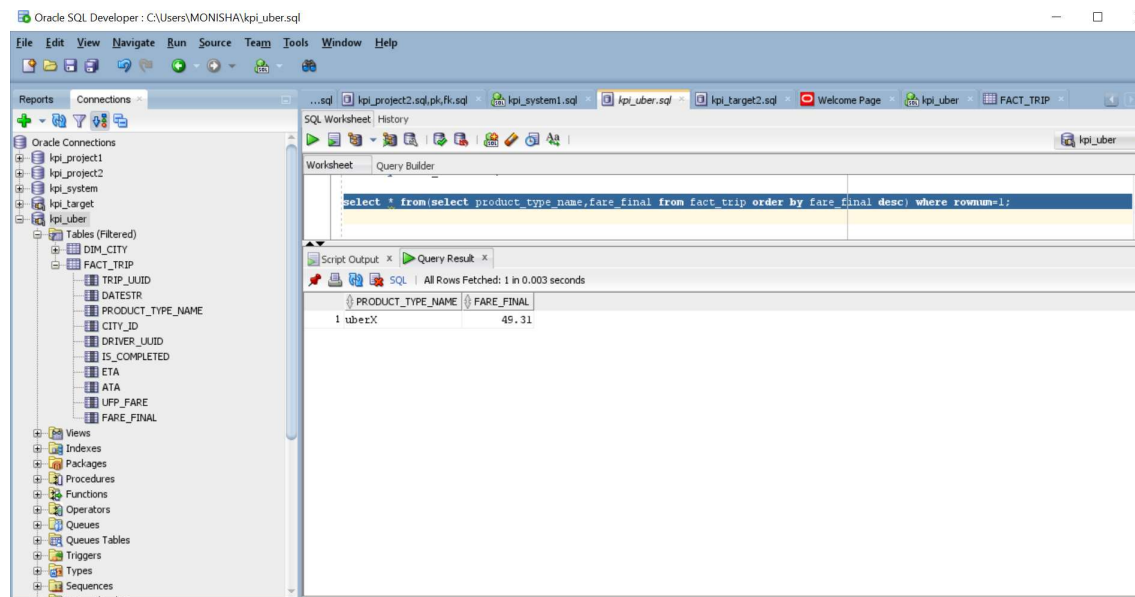 Oracle SQL Developer : C:\Users\MONISHA\kpi_uber.sql
File Edit View Navigate Run Source Team Tools Window Help
Reports Connections
...sql kpi_project2.sql,pk,fk.sql kpi_system1.sql kpi_uber.sql kpi_target2.sql Welcome Page kpi_uber FACT_TRIP
SQL Worksheet History
kpi_uber
Worksheet Query Builder
select * from(select product_type_name,fare_final from fact_trip order by fare_final desc) where rownum=1;
Script Output x Query Result x
SQL | All Rows Fetched: 1 in 0.003 seconds
PRODUCT_TYPE_NAME FARE_FINAL
1 uberX 49.31
Oracle Connections
kpi_project1
kpi_project2
kpi_system
kpi_target
kpi_uber
Tables (Filtered)
DIM_CITY
FACT_TRIP
TRIP_UUID
DATESTR
PRODUCT_TYPE_NAME
CITY_ID
DRIVER_UUID
IS_COMPLETED
ETA
ATA
UFP_FARE
FARE_FINAL
Views
Indexes
Packages
Procedures
Functions
Operators
Queues
Queues Tables
Triggers
Types
Sequences